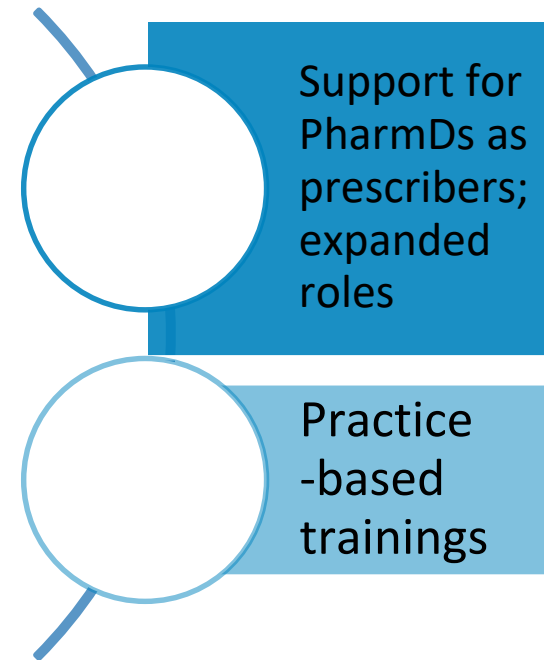 Support for
PharmDs as
prescribers;
expanded
roles
Practice
-based
trainings